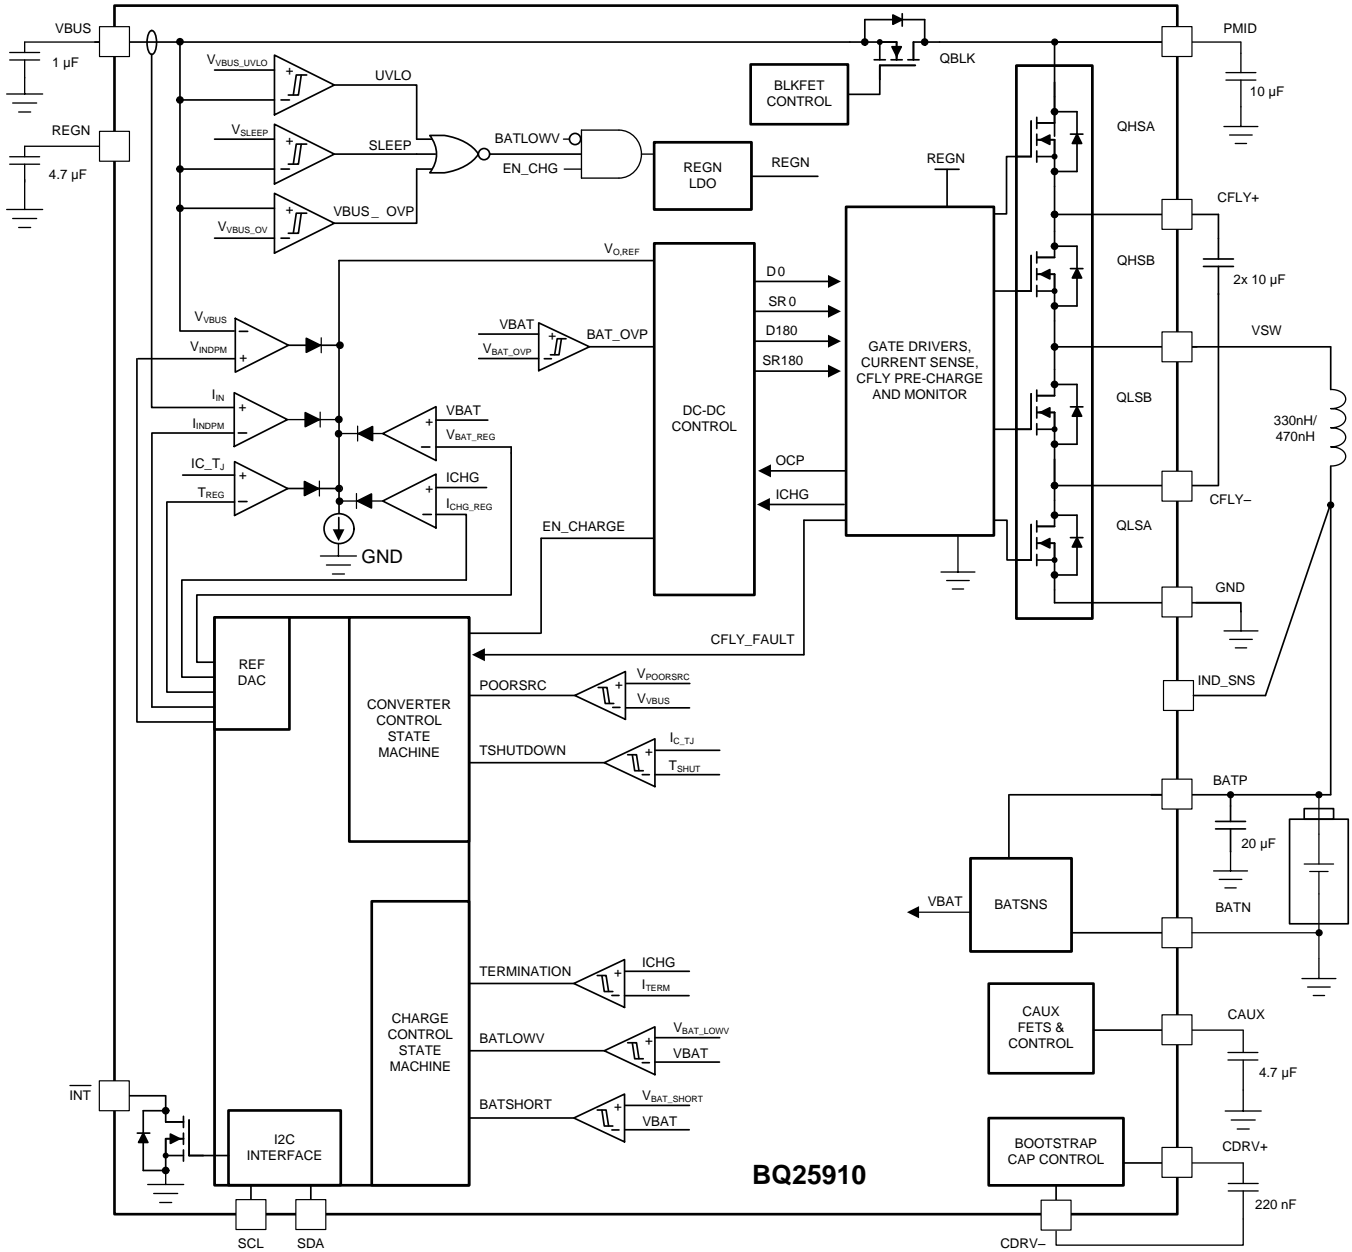 VBUS
1 µF
REGN
4.7 µF
V_VBUS_UVLO
UVLO
V_SLEEP
SLEEP
VBUS_ OVP
V_VBUS_OV
BATLOWV
EN_CHG
REGN
LDO
REGN
BLKFET
CONTROL
QBLK
PMID
10 µF
QHSA
REGN
CFLY+
QHSB
2x 10 µF
VSW
QLSB
330nH/
470nH
CFLY–
QLSA
GND
IND_SNS
V_O,REF
D0
SR0
D180
SR180
GATE DRIVERS,
CURRENT SENSE,
CFLY PRE-CHARGE
AND MONITOR
VBAT
V_BAT_OVP
BAT_OVP
DC-DC
CONTROL
OCP
ICHG
V_VBUS
V_INDPM
I_IN
I_INDPM
IC_T_J
T_REG
VBAT
V_BAT_REG
ICHG
I_CHG_REG
GND
EN_CHARGE
CFLY_FAULT
REF
DAC
CONVERTER
CONTROL
STATE
MACHINE
POORSRC
V_POORSRC
V_VBUS
TSHUTDOWN
I_C_TJ
T_SHUT
BATP
20 µF
BATN
VBAT
BATSNS
TERMINATION
ICHG
I_TERM
CHARGE
CONTROL
STATE
MACHINE
BATLOWV
V_BAT_LOWV
VBAT
BATSHORT
V_BAT_SHORT
VBAT
CAUX
FETS &
CONTROL
CAUX
4.7 µF
INT
I2C
INTERFACE
SCL
SDA
BQ25910
BOOTSTRAP
CAP CONTROL
CDRV+
220 nF
CDRV–